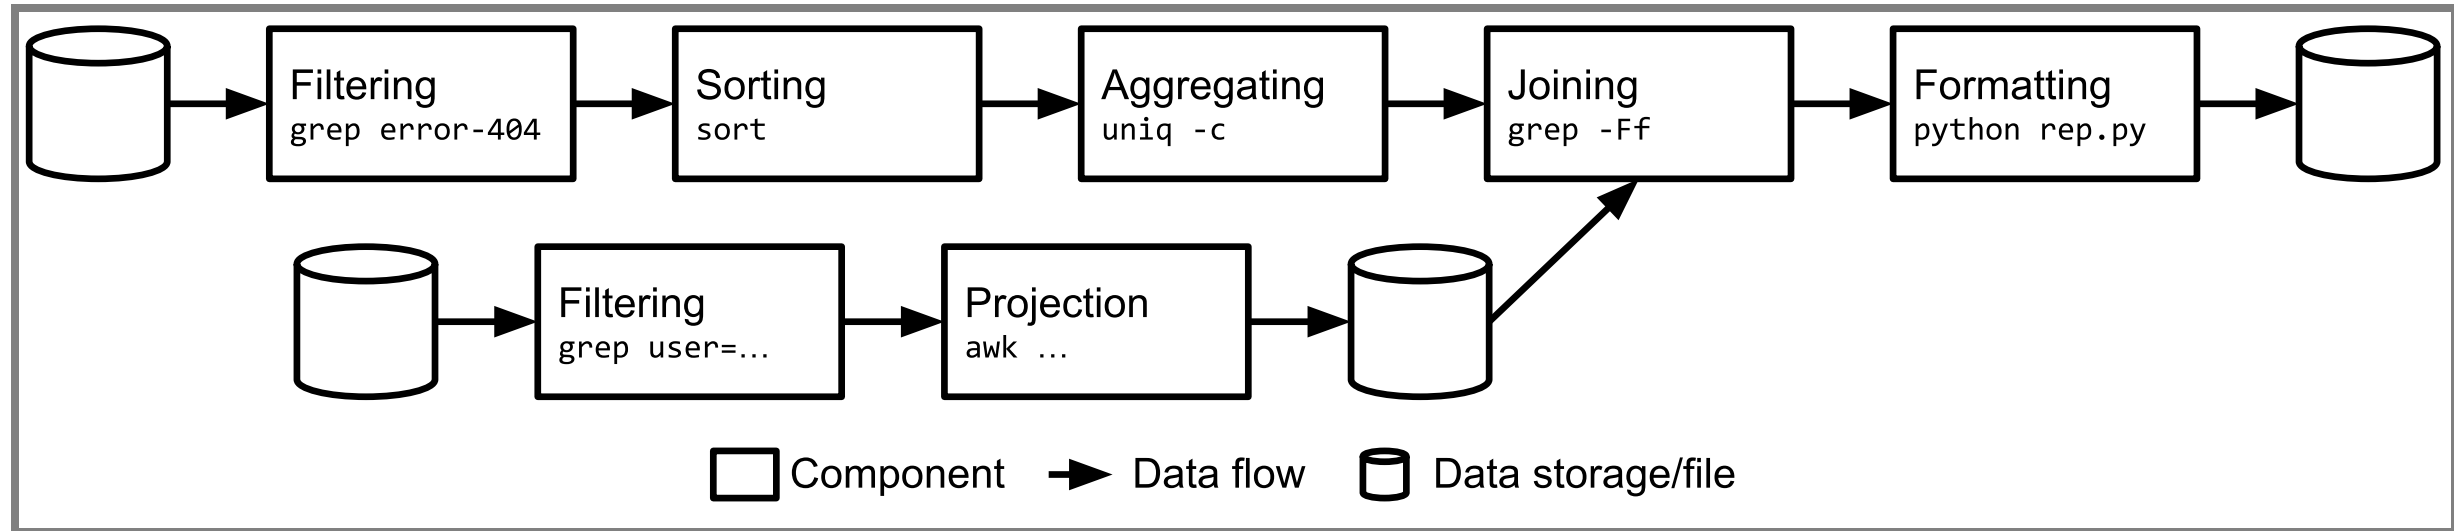 Filtering
grep error-404
Sorting
sort
Aggregating
uniq -c
Joining
grep -Ff
Formatting
python rep.py
Filtering
grep user=…
Projection
awk …
Component
Data flow
Data storage/file